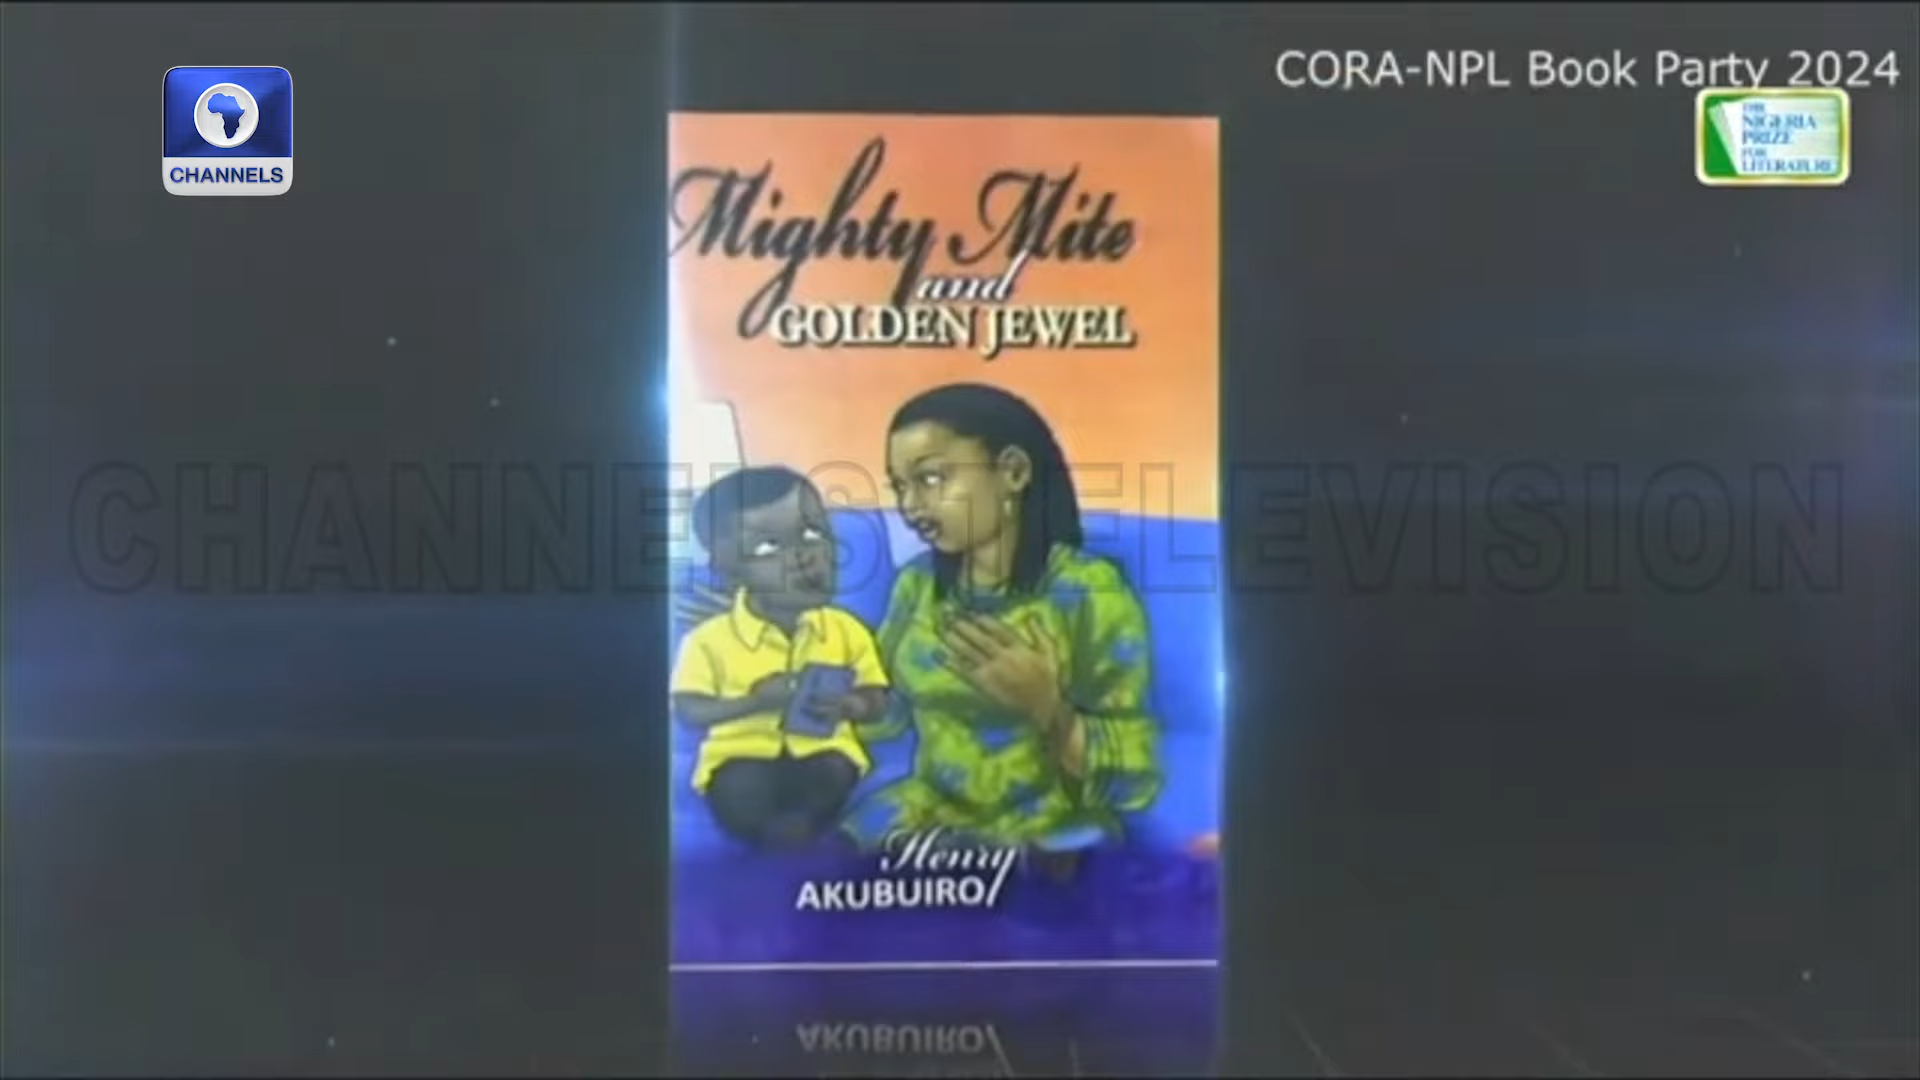 CORA-NPL Book Party 2024
CHANNELS
THE
NIGERIA
PRIZE
FOR
LITERATURE
Mighty Mite
and
GOLDEN JEWEL
CHANNELS TELEVISION
Henry
AKUBUIRO
AKUBUIRO